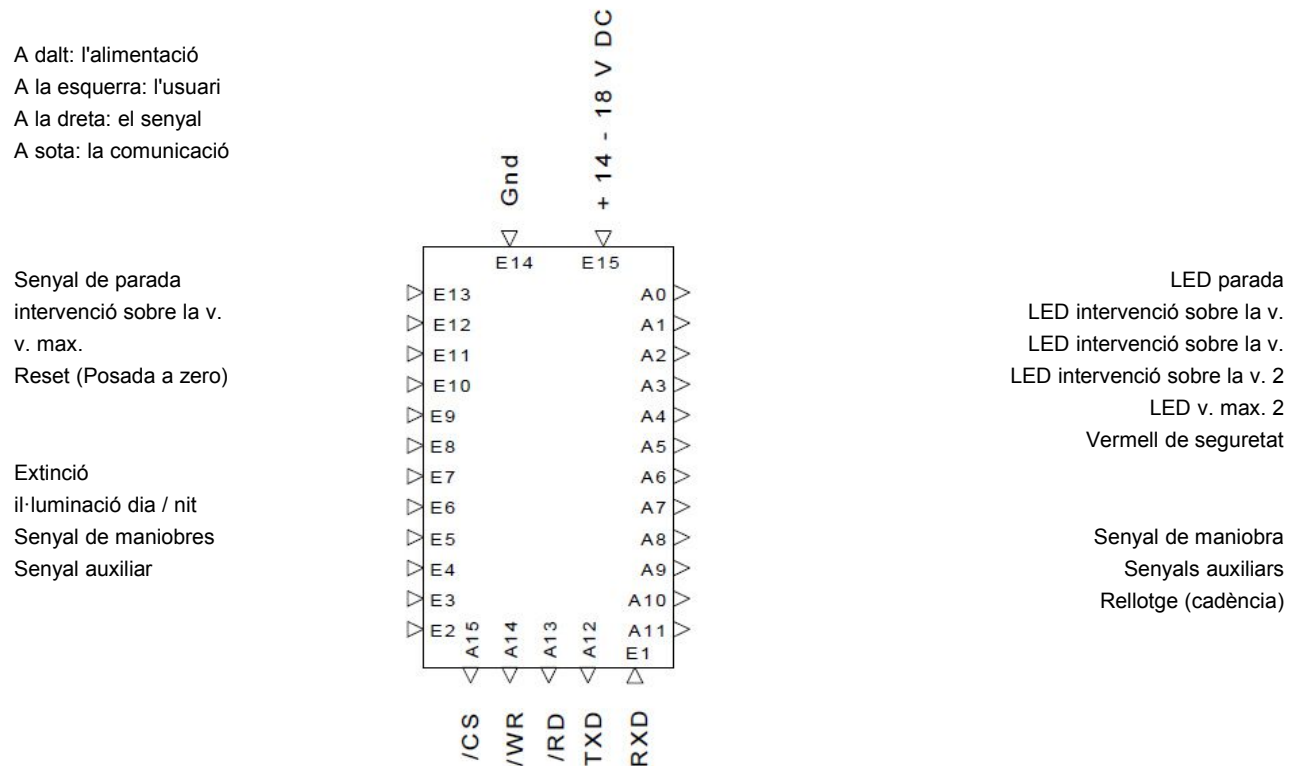 A dalt: l'alimentació
A la esquerra: l'usuari
A la dreta: el senyal
A sota: la comunicació
Gnd
+ 14 - 18 V DC
E14
E15
Senyal de parada
intervenció sobre la v.
v. max.
Reset (Posada a zero)
Extinció
il·luminació dia / nit
Senyal de maniobres
Senyal auxiliar
E13
E12
E11
E10
E9
E8
E7
E6
E5
E4
E3
E2
A0
A1
A2
A3
A4
A5
A6
A7
A8
A9
A10
A11
LED parada
LED intervenció sobre la v.
LED intervenció sobre la v.
LED intervenció sobre la v. 2
LED v. max. 2
Vermell de seguretat
Senyal de maniobra
Senyals auxiliars
Rellotge (cadència)
A15
A14
A13
A12
E1
/CS
/WR
/RD
TXD
RXD